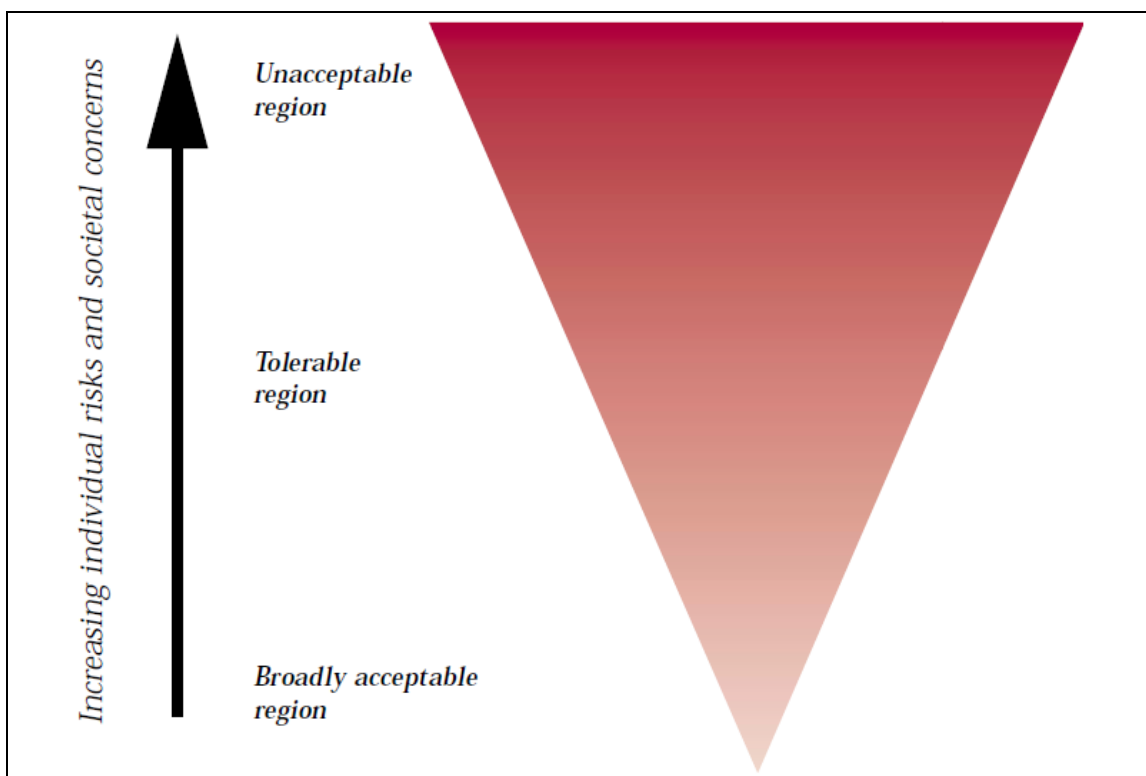 Increasing individual risks and societal concerns
Unacceptable
region
Tolerable
region
Broadly acceptable
region